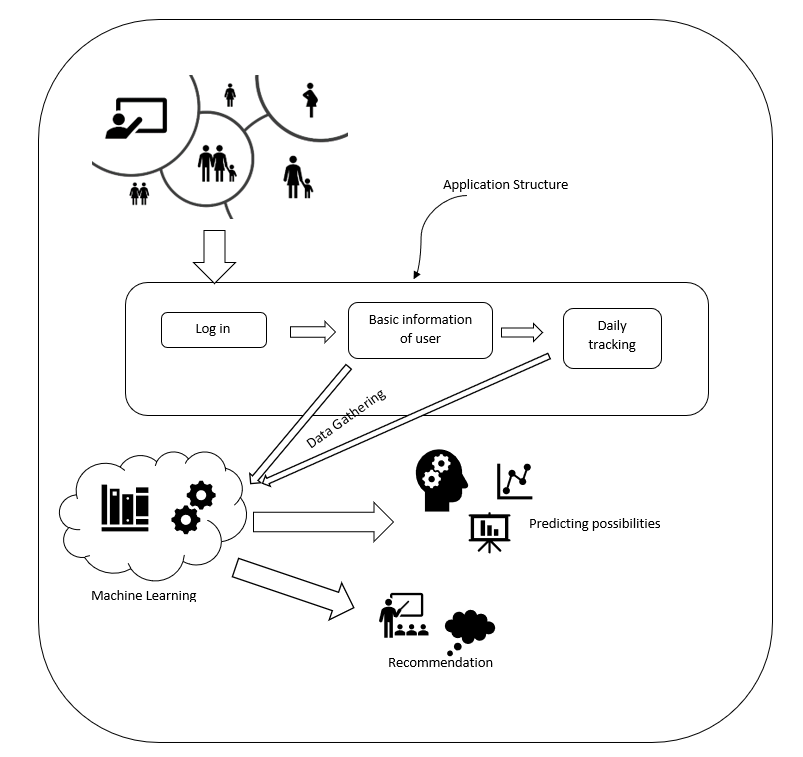 Application Structure
Log in
Basic information
of user
Daily
tracking
Data Gathering
Predicting possibilities
Machine Learning
Recommendation